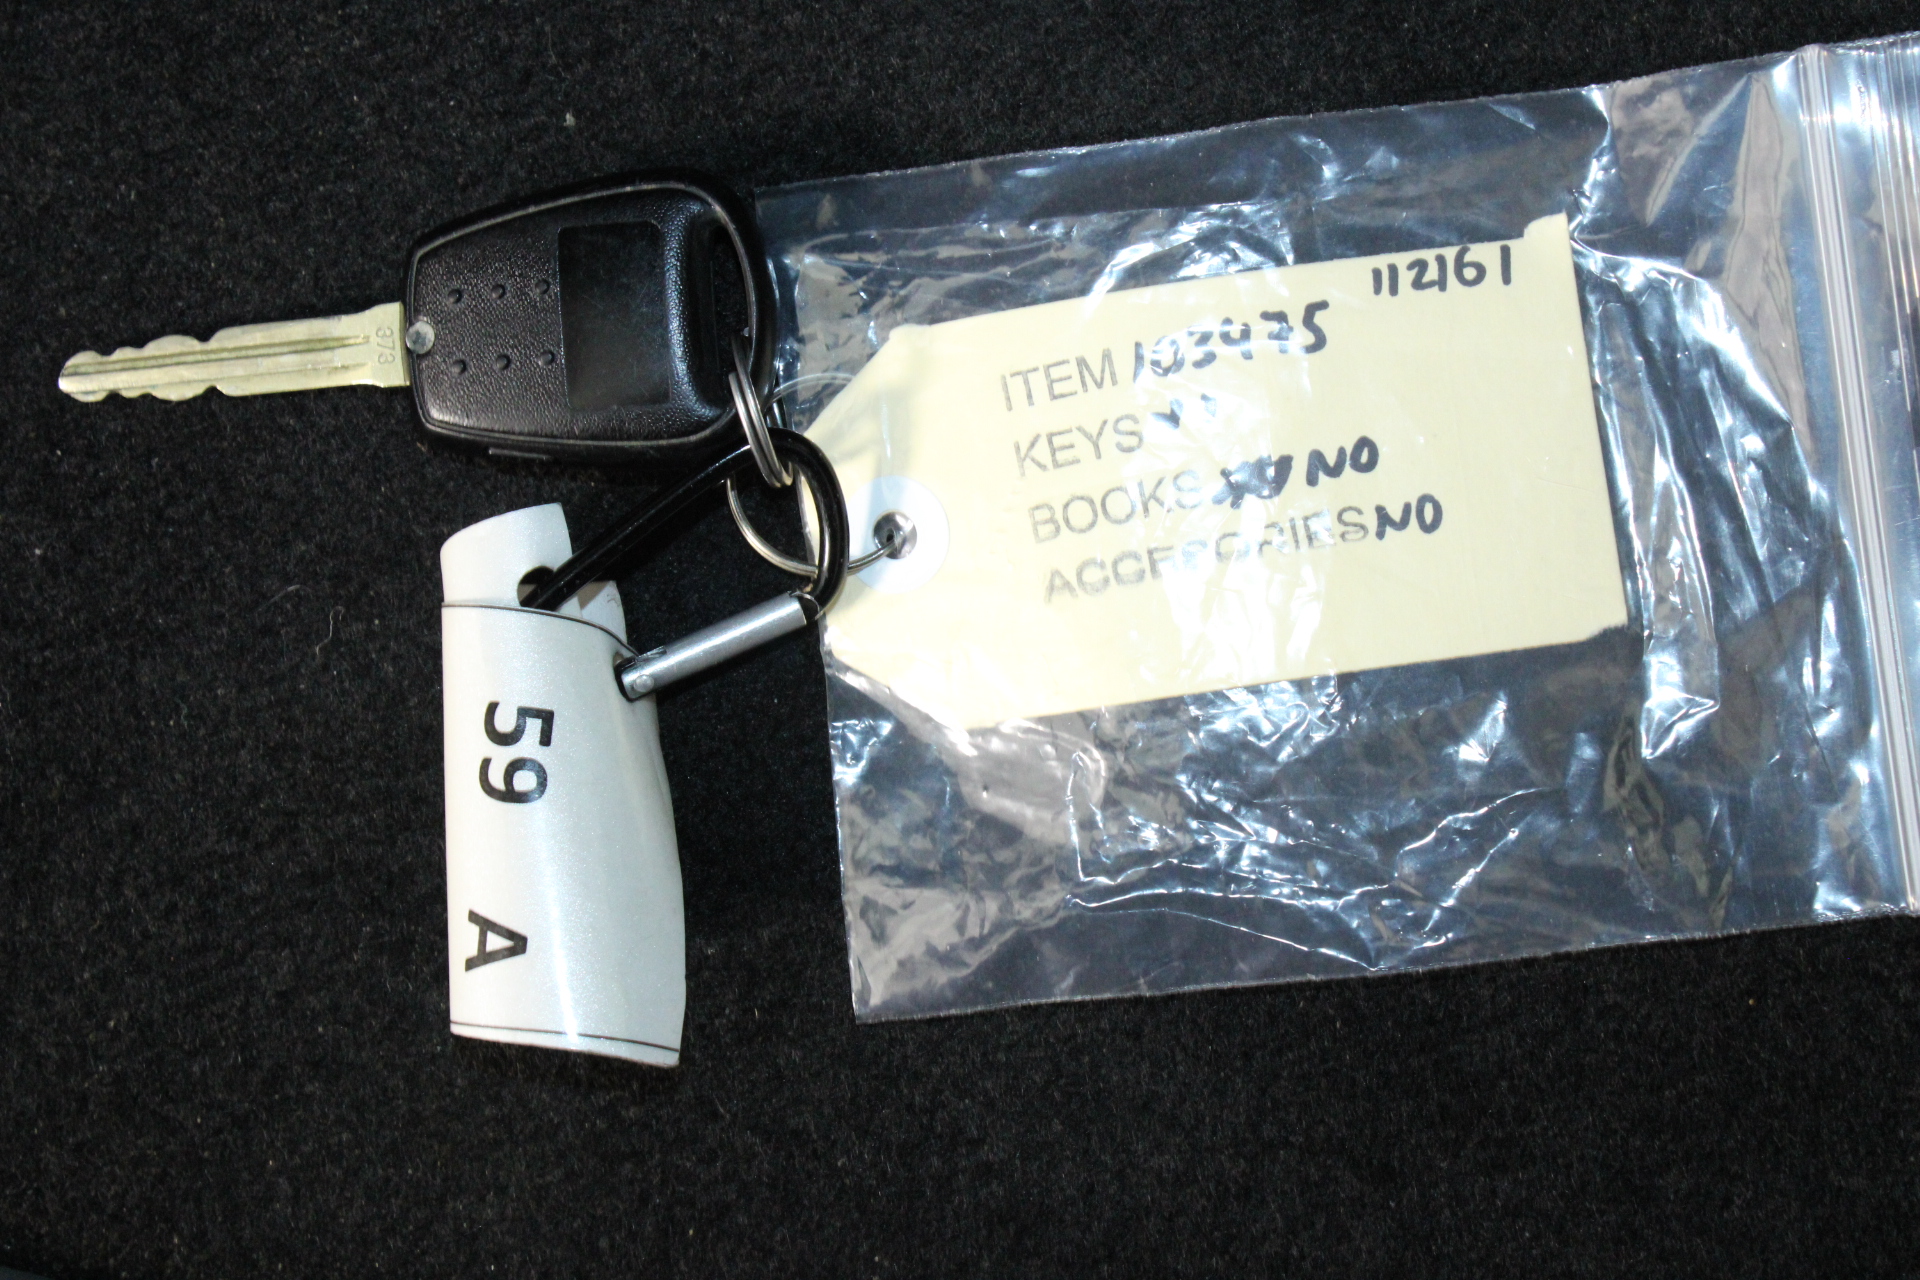 373
112161
ITEM 103475
KEYS
BOOKS NO
ACCESSORIES NO
59
A